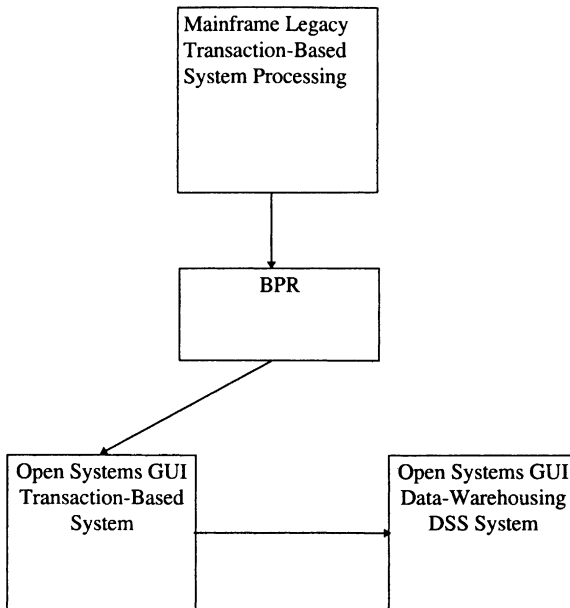 Mainframe Legacy
Transaction-Based
System Processing
BPR
Open Systems GUI
Transaction-Based
System
Open Systems GUI
Data-Warehousing
DSS System